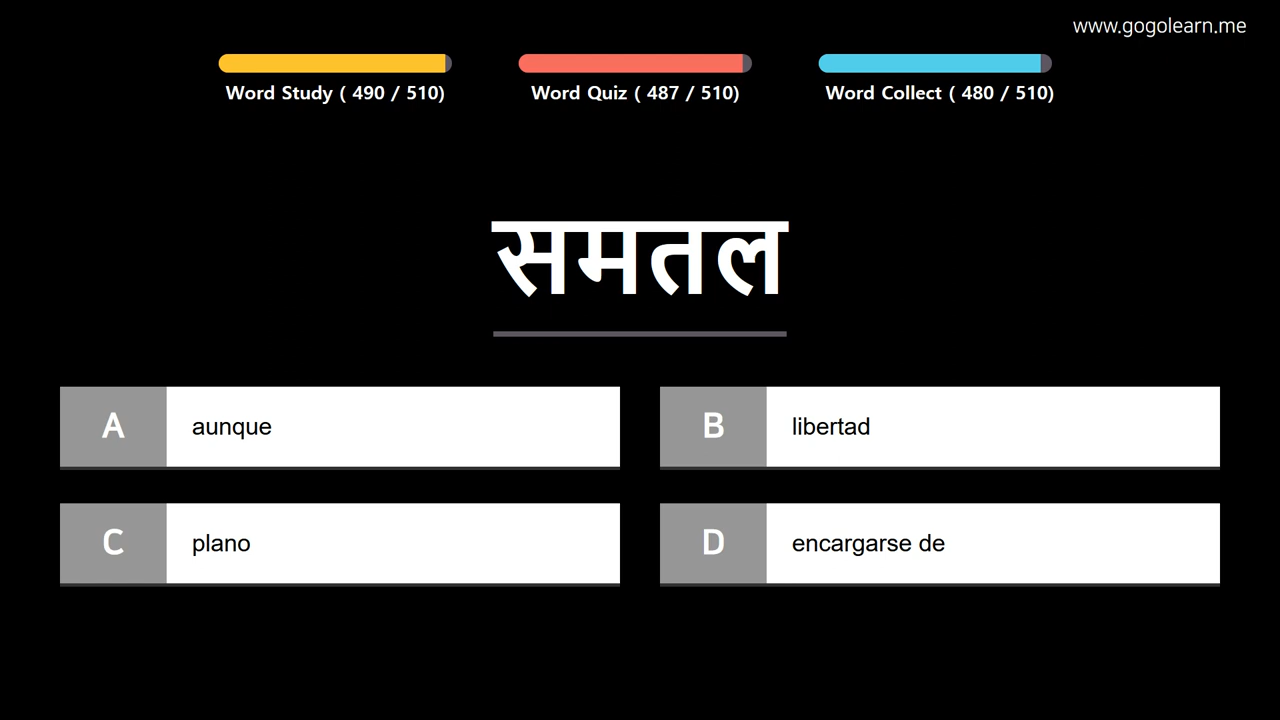 www.gogolearn.me
Word Study ( 490 / 510)
Word Quiz ( 487 / 510)
Word Collect ( 480 / 510)
समतल
A aunque
B libertad
C plano
D encargarse de